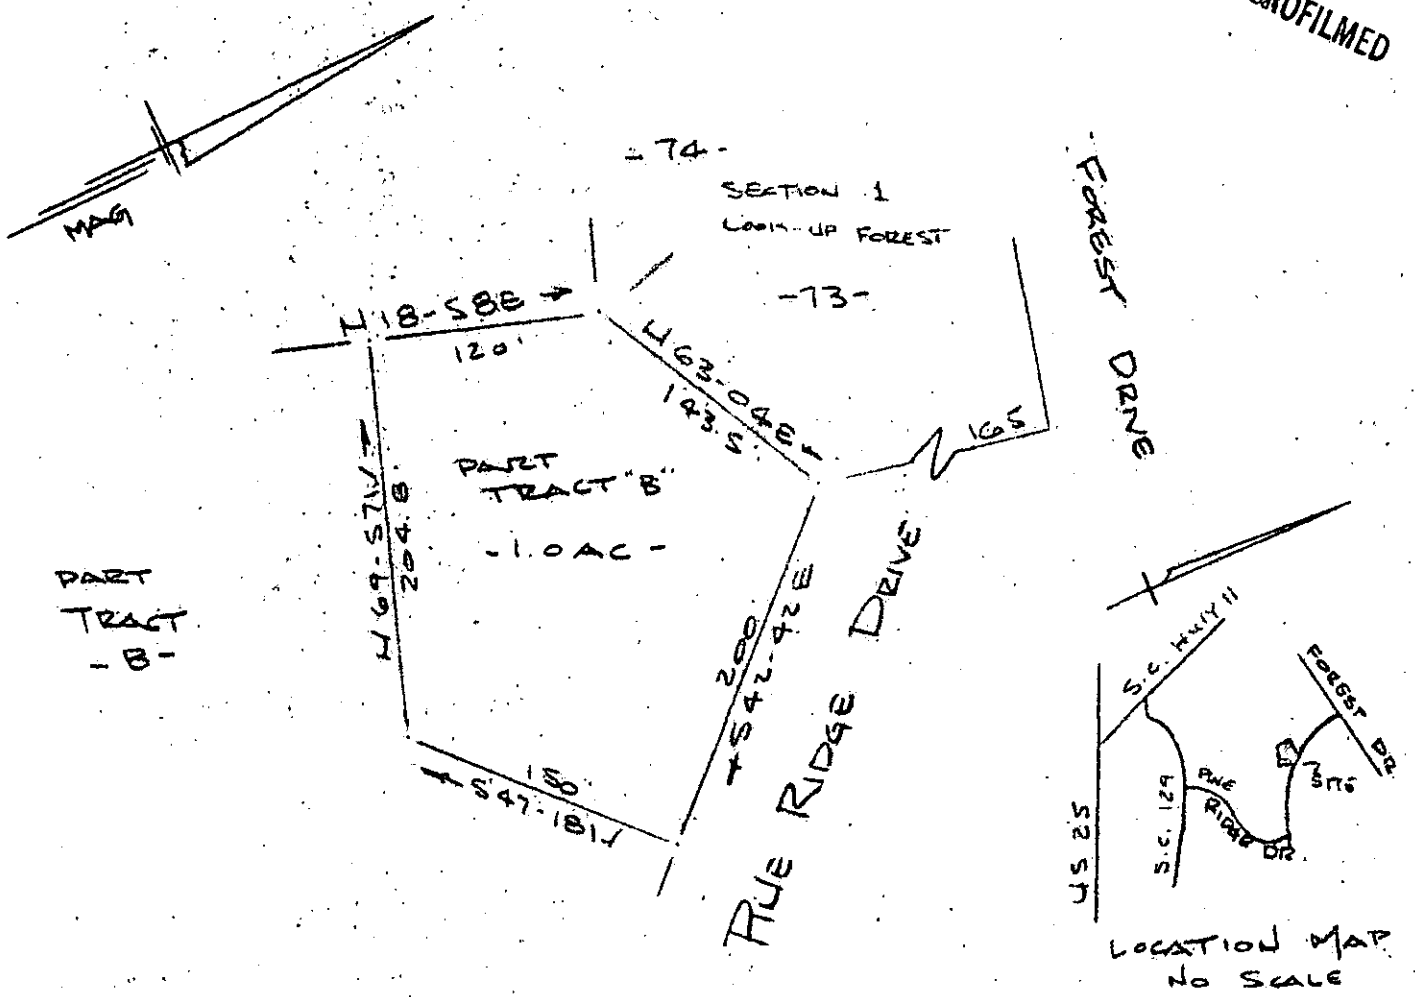 MAG
- 74 -
SECTION 1
LOOK-UP FOREST
- 73 -
FOREST DRIVE
N 18-58E
120'
N 63-04E
143.5'
165
PART
TRACT "B"
- 1.0 AC -
N 69-57W
204.8
PART
TRACT
- B -
200
S 42-42E
150'
S 47-18W
PINE RIDGE DRIVE
S.C. HWY 11
FOREST DR.
SITE
PINE
RIDGE
DR.
S.C. 129
US 25
LOCATION MAP
NO SCALE